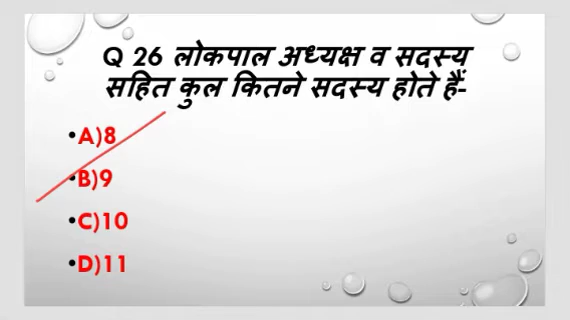 Q 26 लोकपाल अध्यक्ष व सदस्य
सहित कुल कितने सदस्य होते हैं-
•A)8
•B)9
•C)10
•D)11